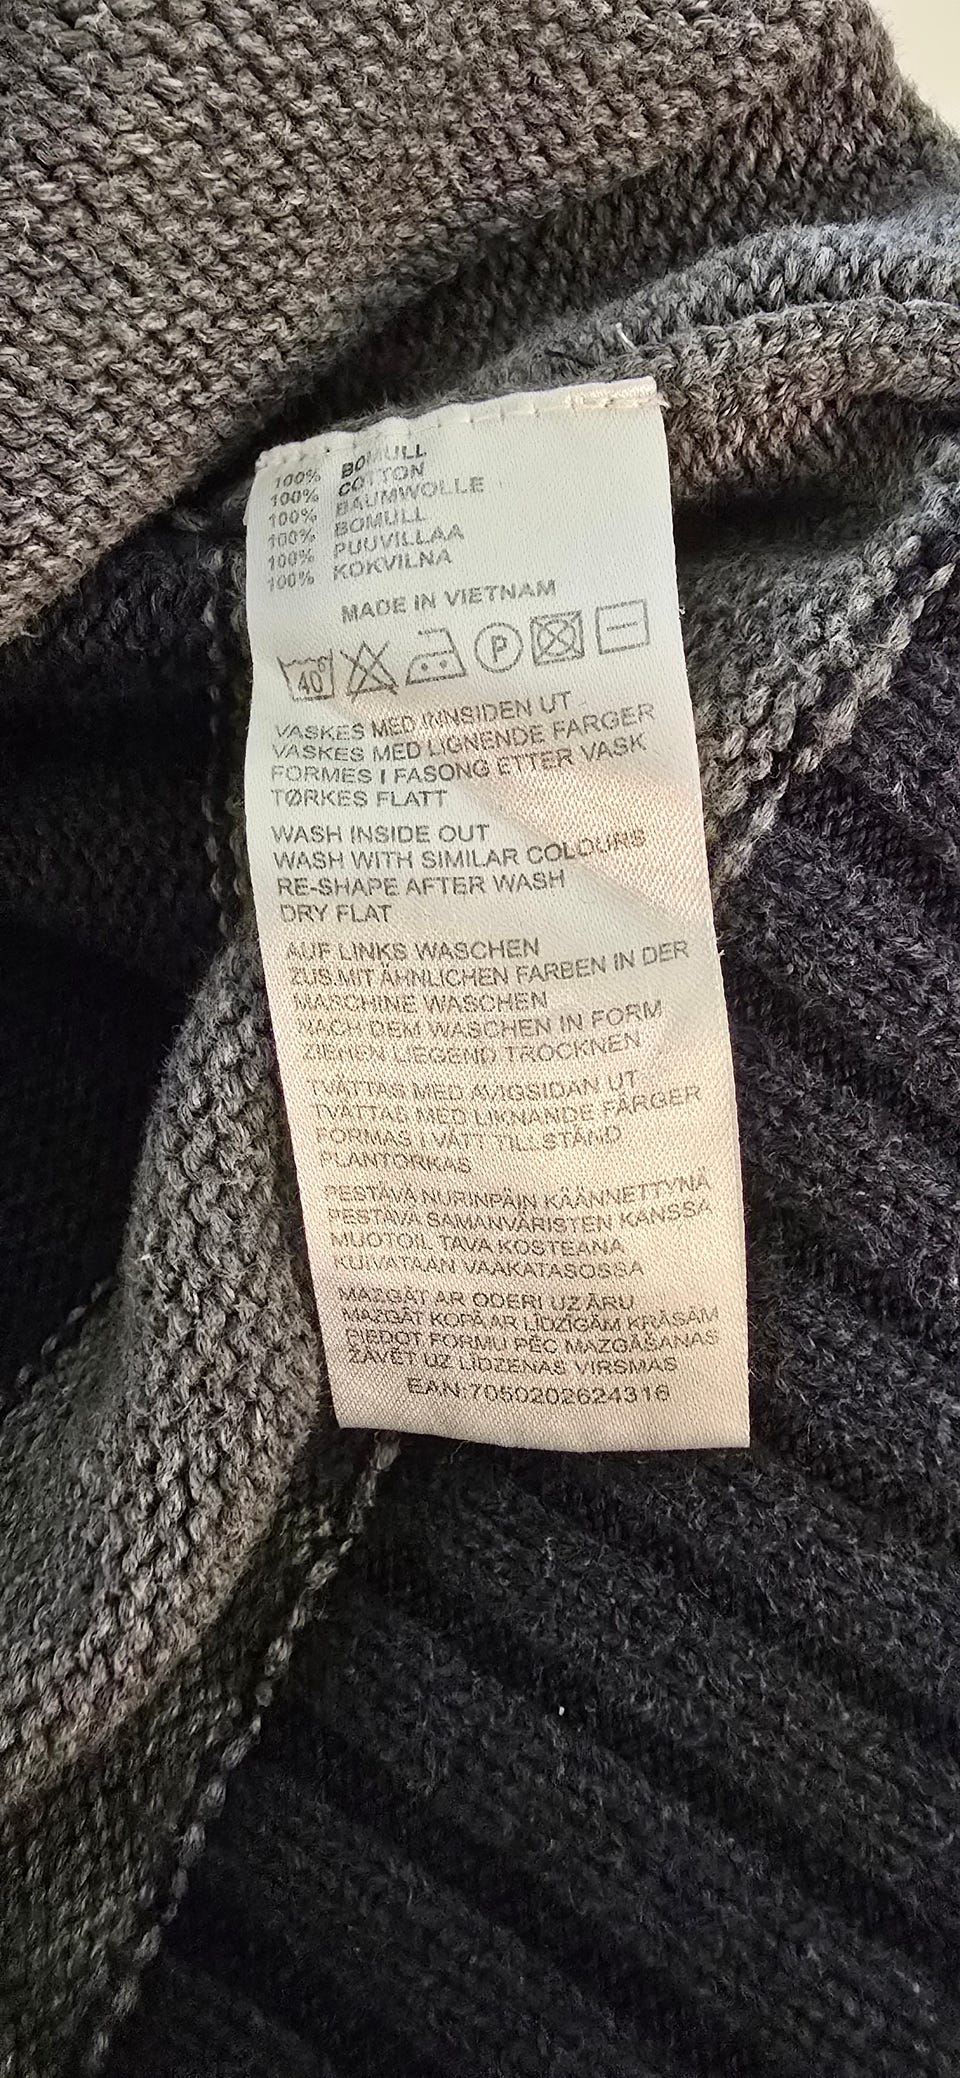 100% BOMULL
100% COTTON
100% BAUMWOLLE
100% BOMULL
100% PUUVILLAA
100% KOKVILNA
MADE IN VIETNAM
40° P
VASKES MED INNSIDEN UT
VASKES MED LIGNENDE FARGER
FORMES I FASONG ETTER VASK
TØRKES FLATT
WASH INSIDE OUT
WASH WITH SIMILAR COLOURS
RE-SHAPE AFTER WASH
DRY FLAT
AUF LINKS WASCHEN
ZUS.MIT ÄHNLICHEN FARBEN IN DER
MASCHINE WASCHEN
NACH DEM WASCHEN IN FORM
ZIEHEN LIEGEND TROCKNEN
TVÄTTAS MED AVIGSIDAN UT
TVÄTTAS MED LIKNANDE FÄRGER
FORMAS I VÅTT TILLSTÅND
PLANTORKAS
PESTÄVÄ NURINPÄIN KÄÄNNETTYNÄ
PESTÄVÄ SAMANVÄRISTEN KANSSA
MUOTOIL TAVA KOSTEANA
KUIVATAAN VAAKATASOSSA
MAZGĀT AR ODERI UZ ĀRU
MAZGĀT KOPĀ AR LĪDZĪGĀM KRĀSĀM
PIEDOT FORMU PĒC MAZGĀŠANAS
ŽĀVĒT UZ LĪDZENAS VIRSMAS
EAN:7050202624316